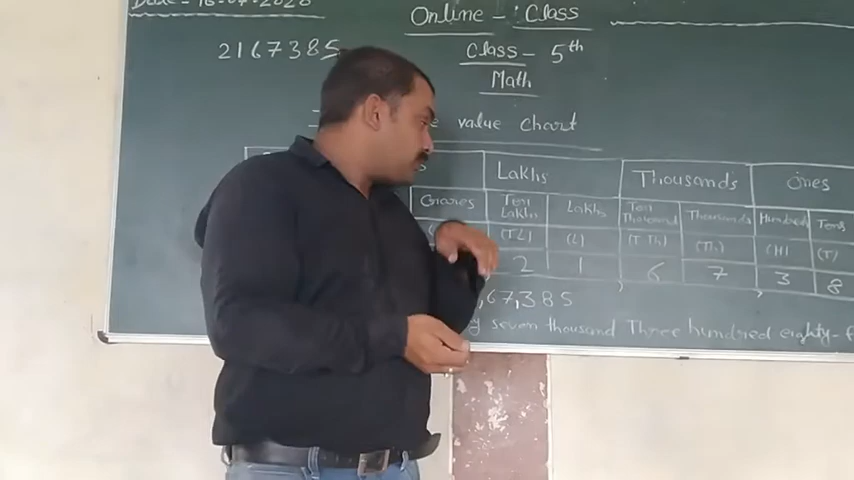 Online - Class
Class - 5th
2167385
Math
value chart
Lakhs Thousands Ones
Crores Ten Lakhs Lakhs Ten Thousand Thousands Hundred Tens
(TL) (L) (T Th) (Th) (H) (T)
2 1 6 7 3 8
,67,385
seven thousand Three hundred eighty-f